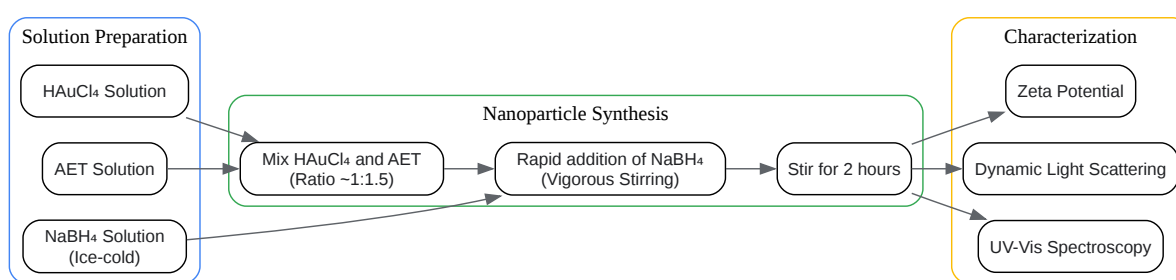 Solution Preparation
HAuCl₄ Solution
AET Solution
NaBH₄ Solution
(Ice-cold)
Nanoparticle Synthesis
Mix HAuCl₄ and AET
(Ratio ~1:1.5)
Rapid addition of NaBH₄
(Vigorous Stirring)
Stir for 2 hours
Characterization
Zeta Potential
Dynamic Light Scattering
UV-Vis Spectroscopy